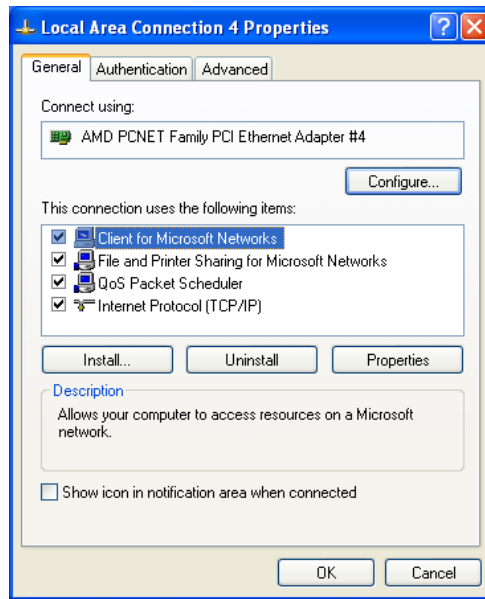 Local Area Connection 4 Properties
General Authentication Advanced
Connect using:
AMD PCNET Family PCI Ethernet Adapter #4
Configure...
This connection uses the following items:
Client for Microsoft Networks
File and Printer Sharing for Microsoft Networks
QoS Packet Scheduler
Internet Protocol (TCP/IP)
Install... Uninstall Properties
Description
Allows your computer to access resources on a Microsoft
network.
Show icon in notification area when connected
OK Cancel